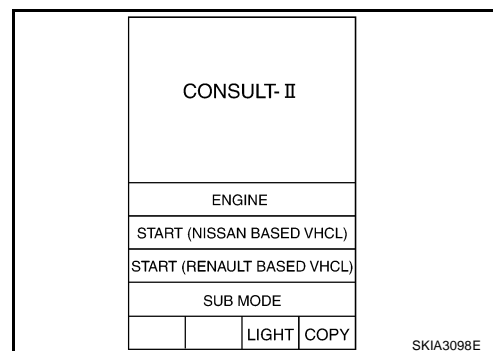 CONSULT-Ⅱ
ENGINE
START (NISSAN BASED VHCL)
START (RENAULT BASED VHCL)
SUB MODE
LIGHT COPY
SKIA3098E